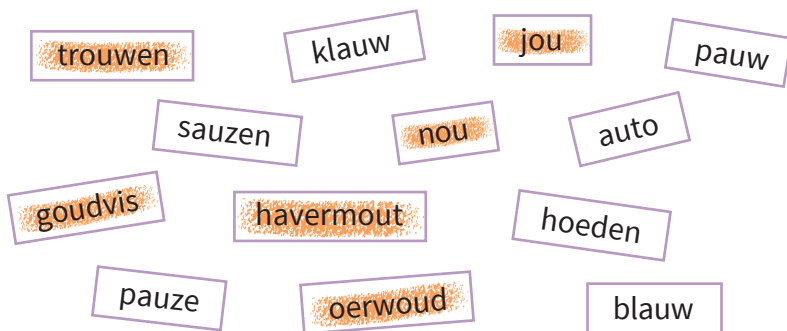 trouwen
klauw
jou
pauw
sauzen
nou
auto
goudvis
havermout
hoeden
pauze
oerwoud
blauw